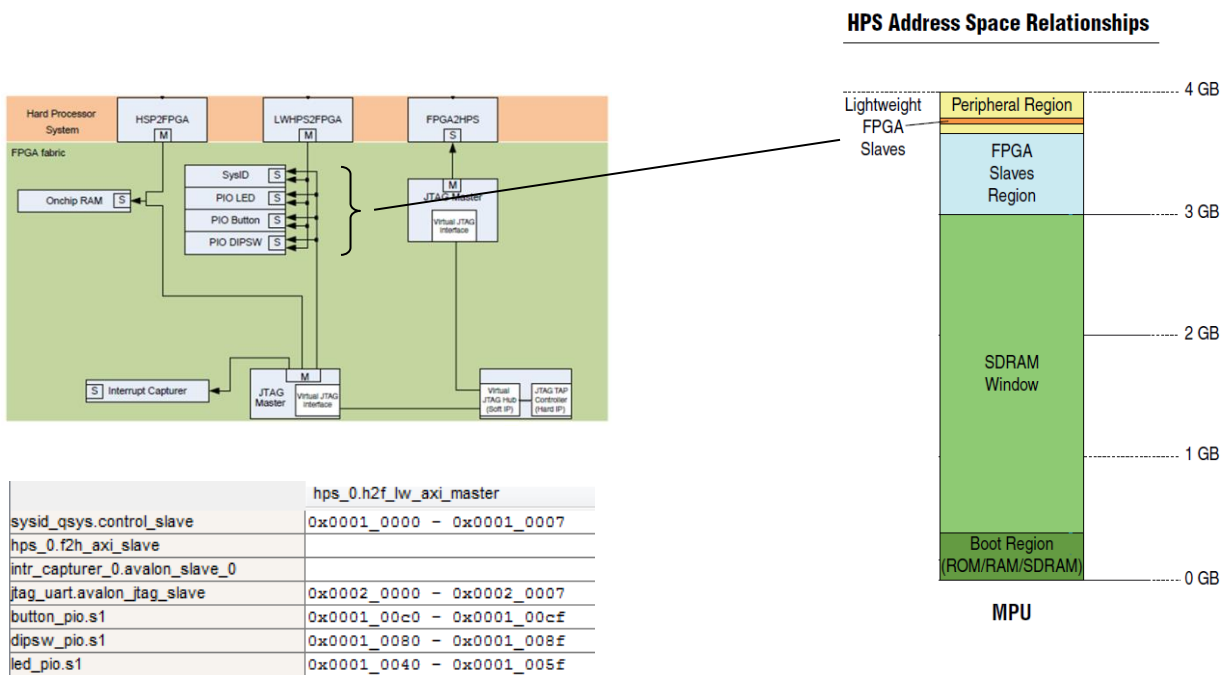 HPS Address Space Relationships
Hard Processor
System
HSP2FPGA
M
LWHPS2FPGA
M
FPGA2HPS
S
FPGA fabric
SysID S
PIO LED S
PIO Button S
PIO DIPSW S
Onchip RAM S
M
JTAG Master
Virtual JTAG
Interface
S Interrupt Capturer
M
JTAG
Master
Virtual JTAG
Interface
Virtual
JTAG Hub
(Soft IP)
JTAG TAP
Controller
(Hard IP)
Lightweight
FPGA
Slaves
Peripheral Region
FPGA
Slaves
Region
SDRAM
Window
Boot Region
(ROM/RAM/SDRAM)
4 GB
3 GB
2 GB
1 GB
0 GB
MPU
hps_0.h2f_lw_axi_master
sysid_qsys.control_slave 0x0001_0000 - 0x0001_0007
hps_0.f2h_axi_slave
intr_capturer_0.avalon_slave_0
jtag_uart.avalon_jtag_slave 0x0002_0000 - 0x0002_0007
button_pio.s1 0x0001_00c0 - 0x0001_00cf
dipsw_pio.s1 0x0001_0080 - 0x0001_008f
led_pio.s1 0x0001_0040 - 0x0001_005f